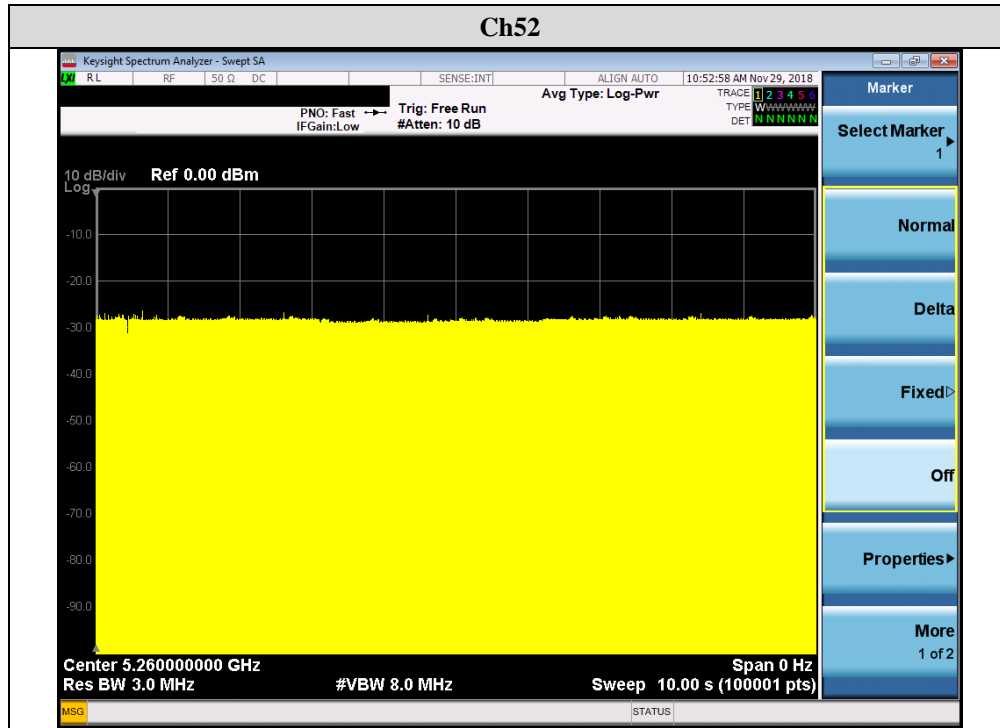 Ch52
Keysight Spectrum Analyzer - Swept SA
LXI RL RF 50 Ω DC SENSE:INT ALIGN AUTO 10:52:58 AM Nov 29, 2018
Marker
Avg Type: Log-Pwr TRACE 1 2 3 4 5 6
PNO: Fast Trig: Free Run TYPE WWWWWW
IFGain:Low #Atten: 10 dB DET N N N N N N
Select Marker
1
10 dB/div Ref 0.00 dBm
Log
-10.0
Normal
-20.0
Delta
-30.0
-40.0
Fixed
-50.0
-60.0
Off
-70.0
-80.0
Properties
-90.0
More
1 of 2
Center 5.260000000 GHz Span 0 Hz
Res BW 3.0 MHz #VBW 8.0 MHz Sweep 10.00 s (100001 pts)
MSG STATUS